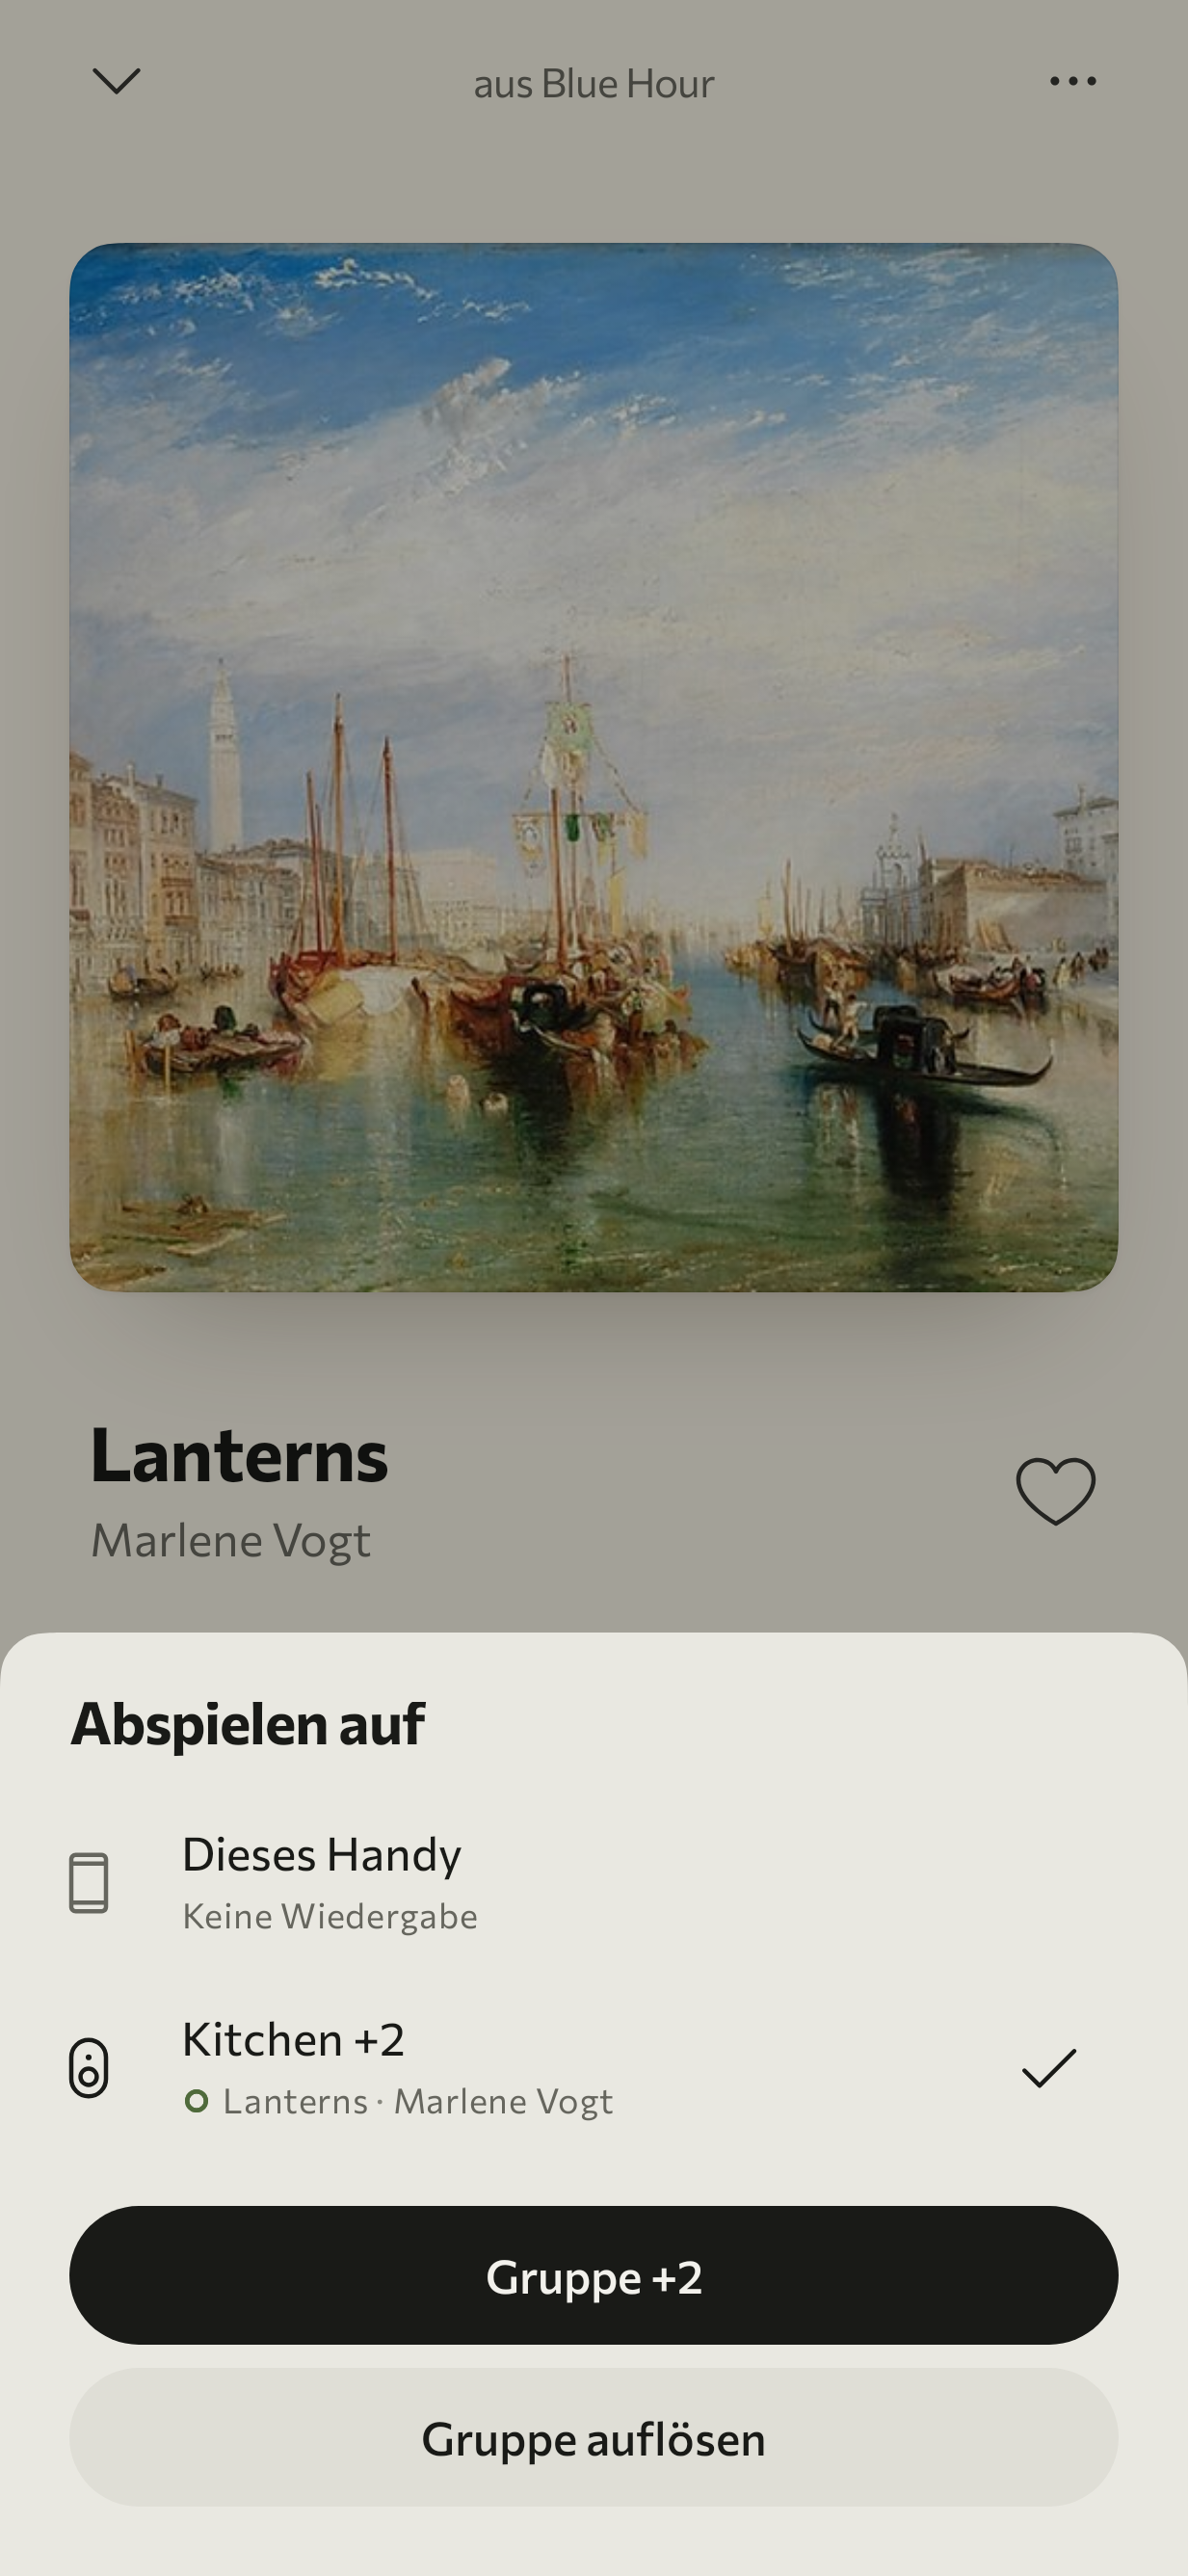 aus Blue Hour
Lanterns
Marlene Vogt
Abspielen auf
Dieses Handy
Keine Wiedergabe
Kitchen +2
Lanterns · Marlene Vogt
Gruppe +2
Gruppe auflösen